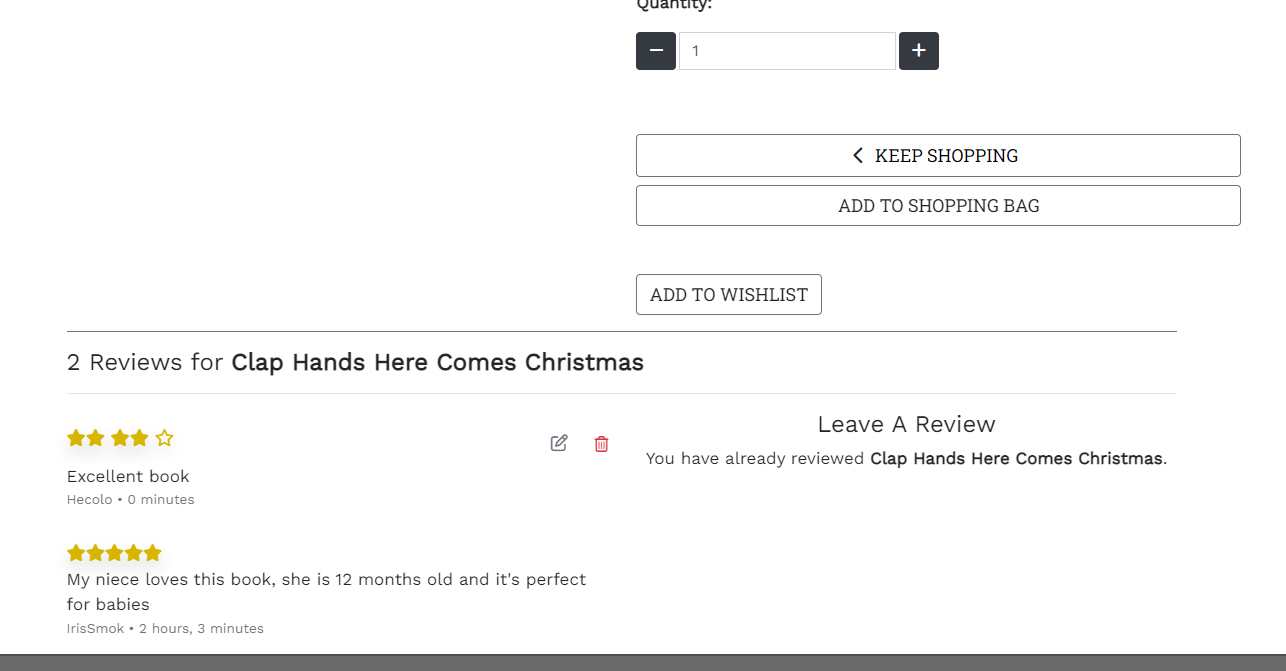 Quantity:
1
KEEP SHOPPING
ADD TO SHOPPING BAG
ADD TO WISHLIST
2 Reviews for Clap Hands Here Comes Christmas
Excellent book
Hecolo • 0 minutes
My niece loves this book, she is 12 months old and it's perfect
for babies
IrisSmok • 2 hours, 3 minutes
Leave A Review
You have already reviewed Clap Hands Here Comes Christmas.